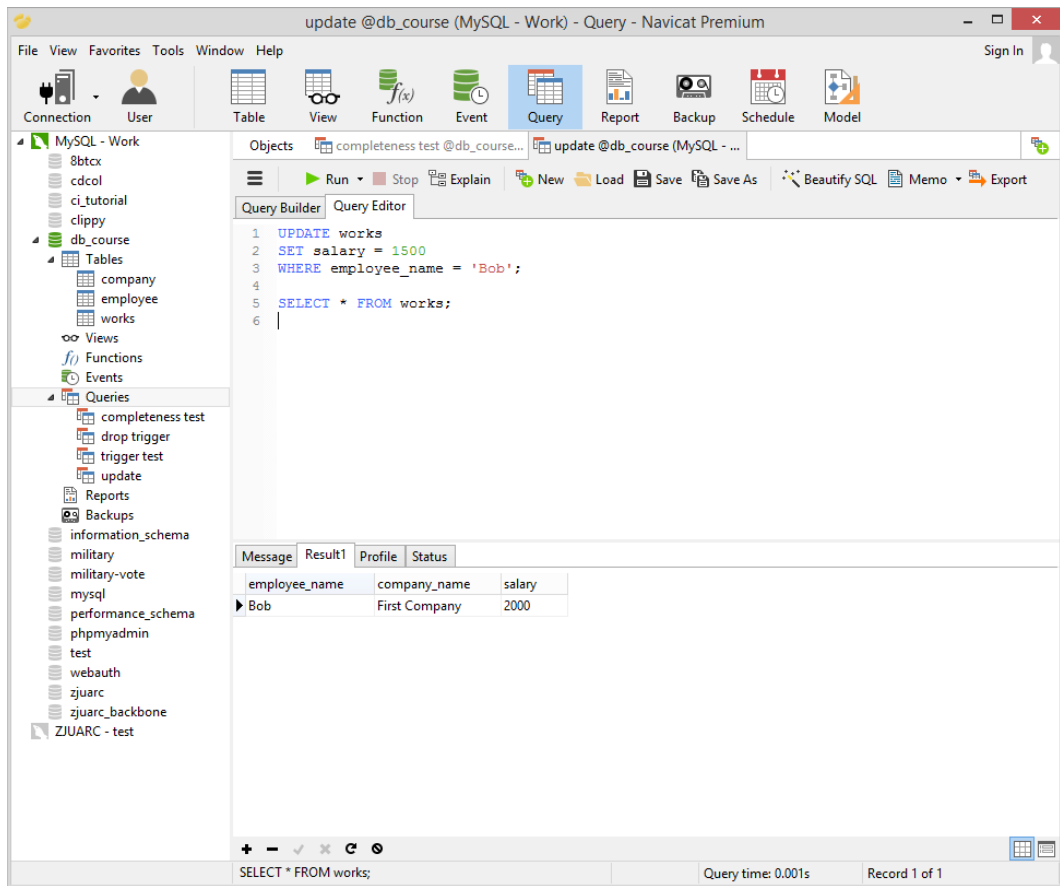 update @db_course (MySQL - Work) - Query - Navicat Premium
File View Favorites Tools Window Help Sign In
Connection User Table View Function Event Query Report Backup Schedule Model
MySQL - Work
8btcx
cdcol
ci_tutorial
clippy
db_course
Tables
company
employee
works
Views
Functions
Events
Queries
completeness test
drop trigger
trigger test
update
Reports
Backups
information_schema
military
military-vote
mysql
performance_schema
phpmyadmin
test
webauth
zjuarc
zjuarc_backbone
ZJUARC - test
Objects completeness test @db_course... update @db_course (MySQL - ...
Run Stop Explain New Load Save Save As Beautify SQL Memo Export
Query Builder Query Editor
1 UPDATE works
2 SET salary = 1500
3 WHERE employee_name = 'Bob';
4
5 SELECT * FROM works;
6
Message Result1 Profile Status
employee_name company_name salary
Bob First Company 2000
SELECT * FROM works; Query time: 0.001s Record 1 of 1